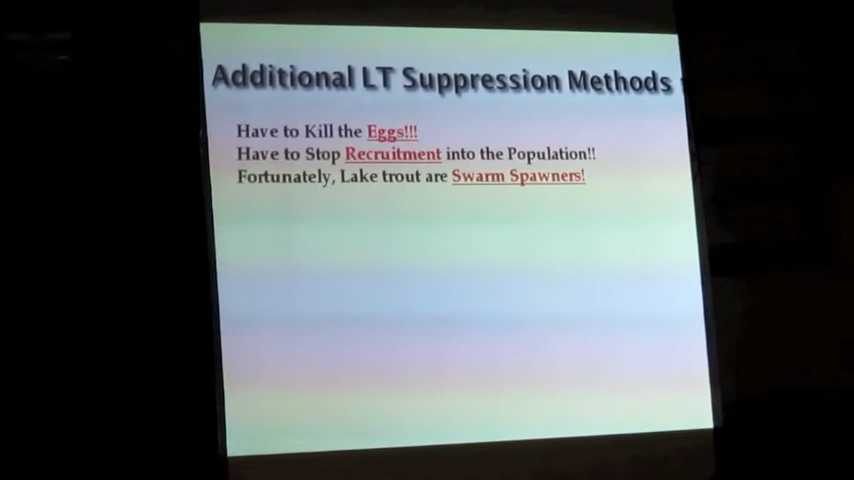 Additional LT Suppression Methods
Have to Kill the Eggs!!!
Have to Stop Recruitment into the Population!!
Fortunately, Lake trout are Swarm Spawners!